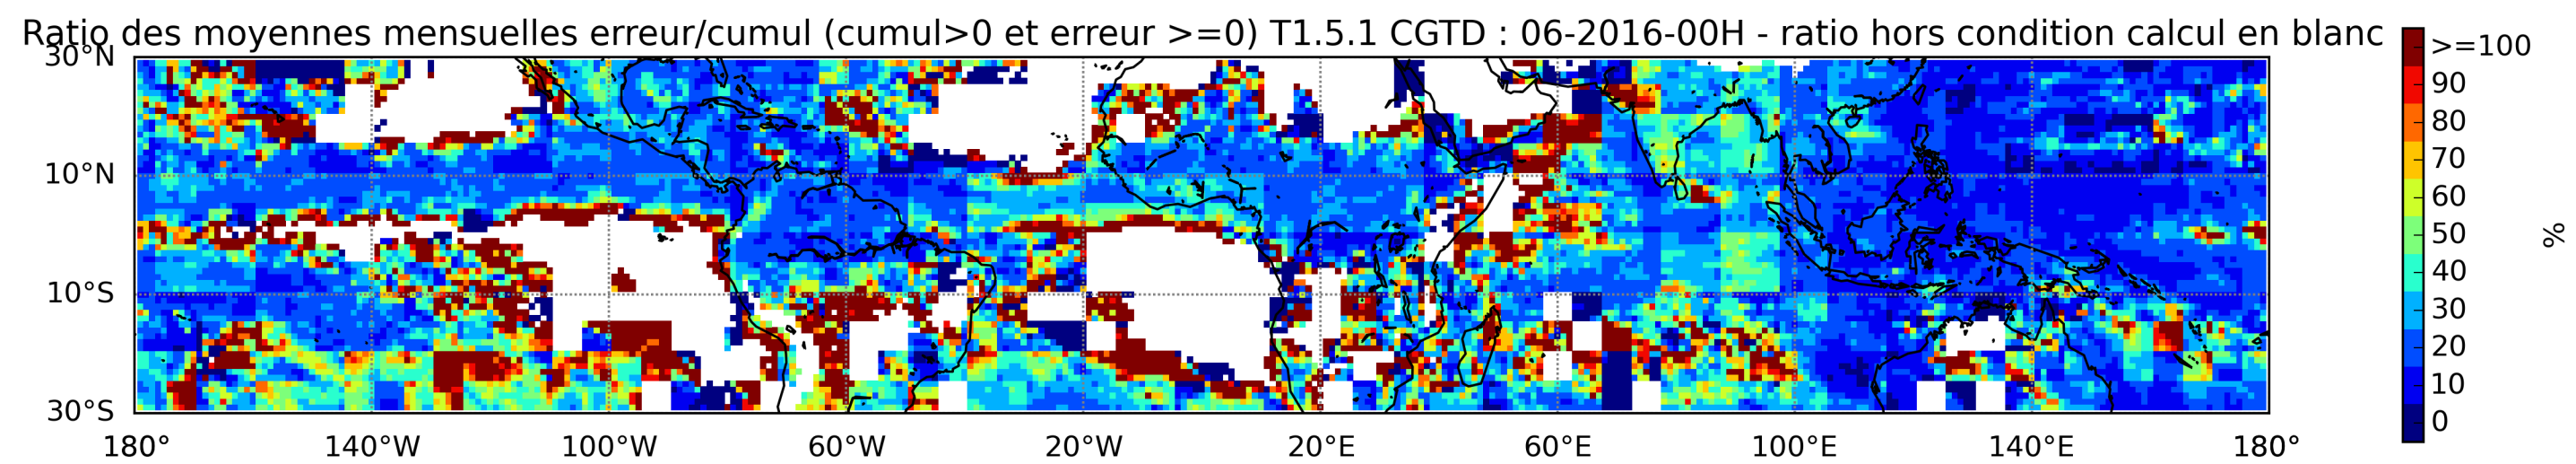 Ratio des moyennes mensuelles erreur/cumul (cumul>0 et erreur >=0) T1.5.1 CGTD : 06-2016-00H - ratio hors condition calcul en blanc
30°N
10°N
10°S
30°S
180°
140°W
100°W
60°W
20°W
20°E
60°E
100°E
140°E
180°
>=100
90
80
70
60
50
40
30
20
10
0
%